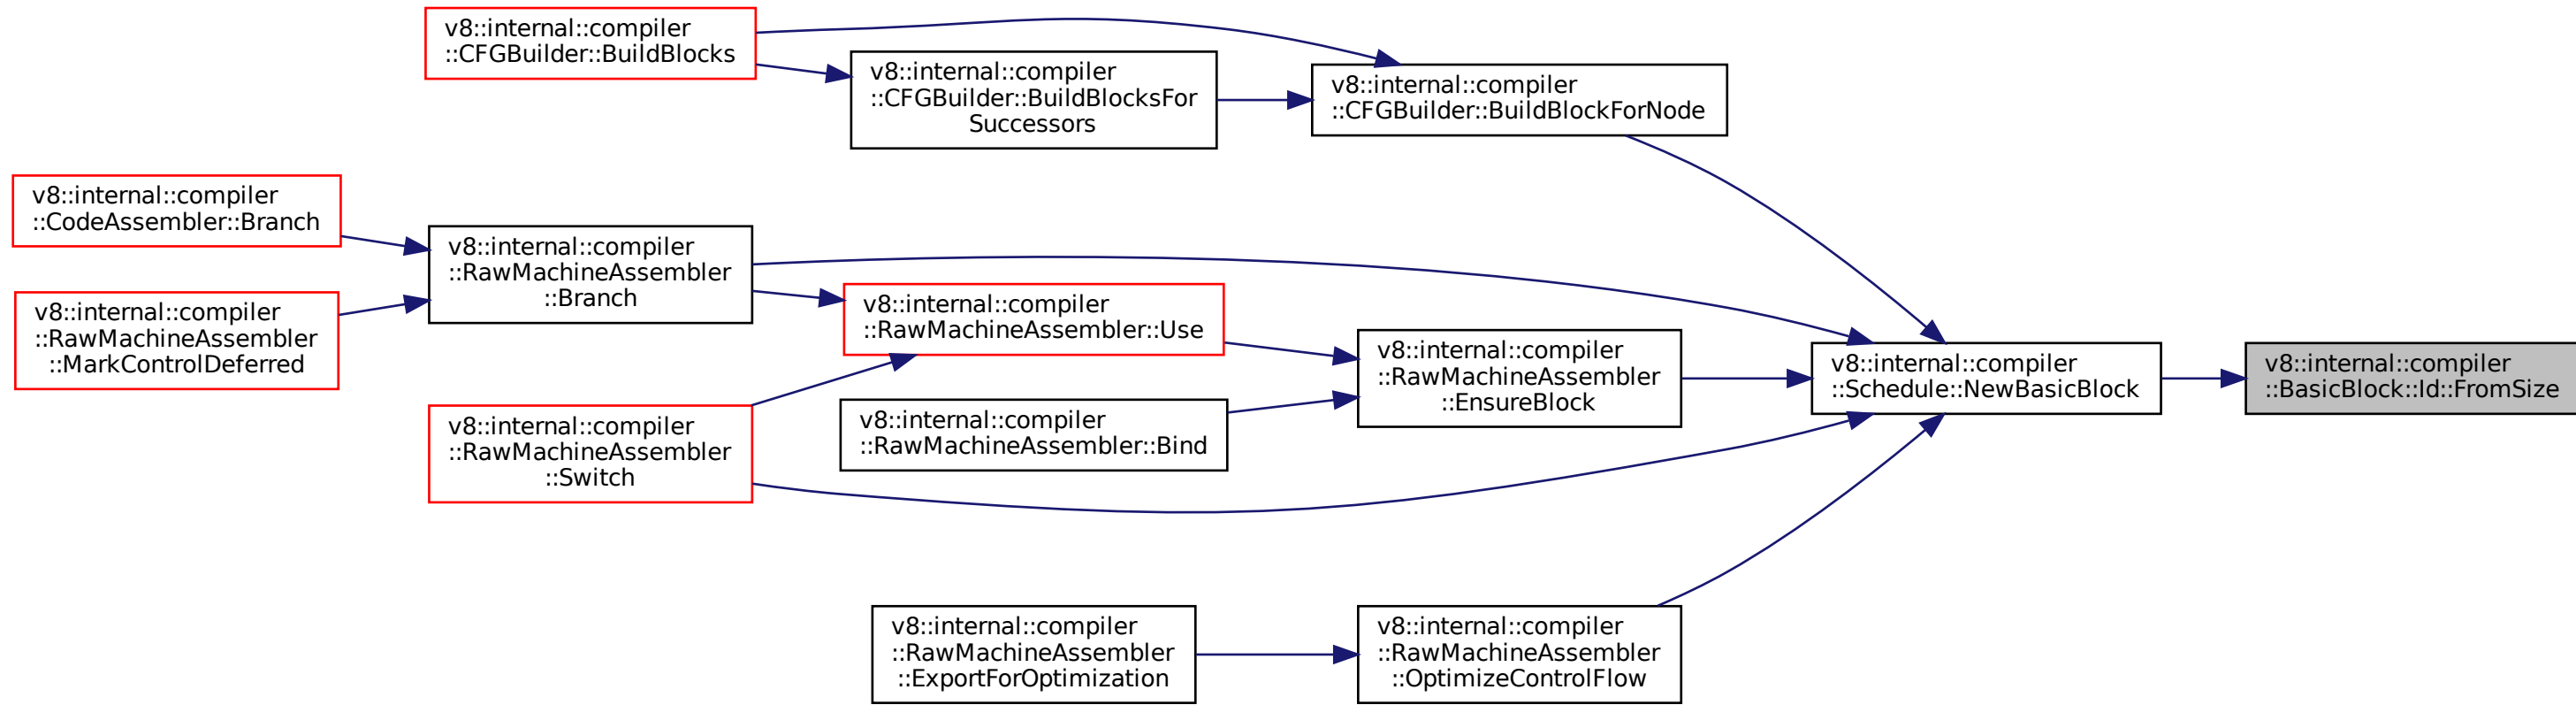 v8::internal::compiler
::CFGBuilder::BuildBlocks
v8::internal::compiler
::CFGBuilder::BuildBlocksFor
Successors
v8::internal::compiler
::CFGBuilder::BuildBlockForNode
v8::internal::compiler
::CodeAssembler::Branch
v8::internal::compiler
::RawMachineAssembler
::MarkControlDeferred
v8::internal::compiler
::RawMachineAssembler
::Branch
v8::internal::compiler
::RawMachineAssembler::Use
v8::internal::compiler
::RawMachineAssembler
::Switch
v8::internal::compiler
::RawMachineAssembler::Bind
v8::internal::compiler
::RawMachineAssembler
::EnsureBlock
v8::internal::compiler
::Schedule::NewBasicBlock
v8::internal::compiler
::BasicBlock::Id::FromSize
v8::internal::compiler
::RawMachineAssembler
::ExportForOptimization
v8::internal::compiler
::RawMachineAssembler
::OptimizeControlFlow